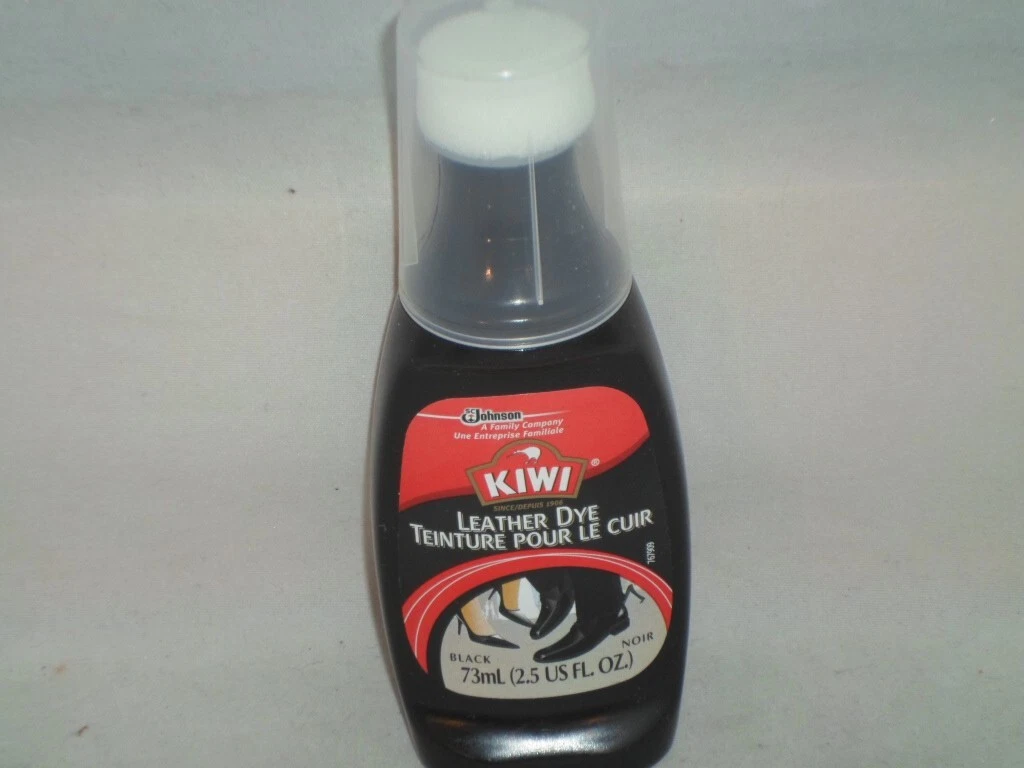 SC Johnson
A Family Company
Une Entreprise Familiale
KIWI®
SINCE/DEPUIS 1906
LEATHER DYE
TEINTURE POUR LE CUIR
767909
BLACK NOIR
73mL (2.5 US FL. OZ.)